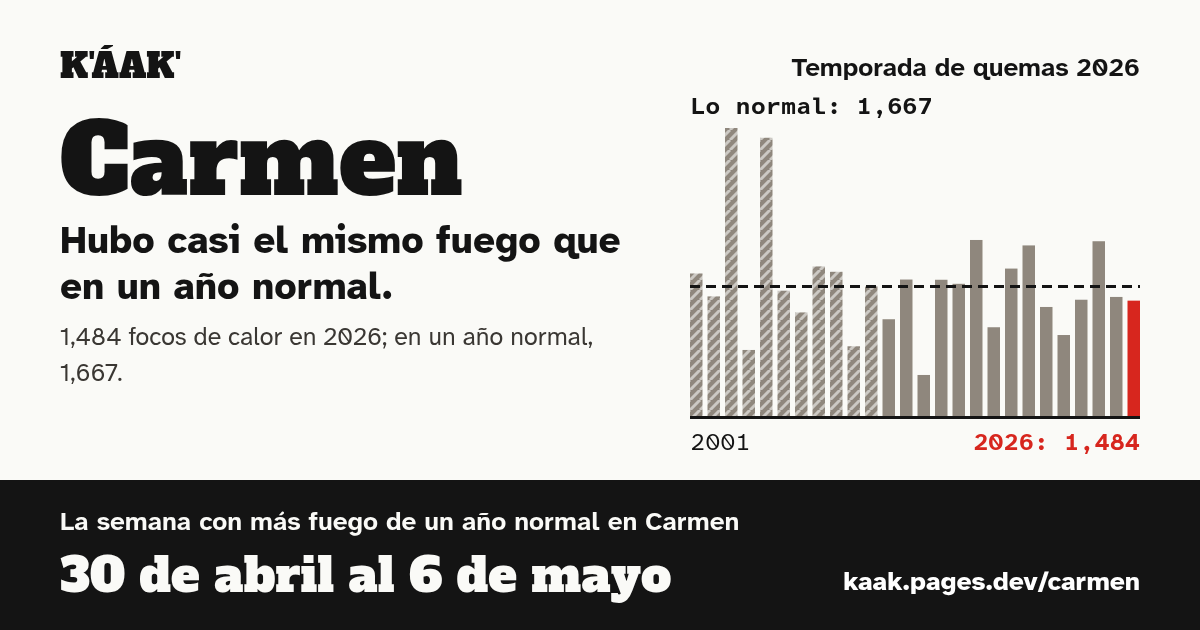 K'ÁAK'
Carmen
Hubo casi el mismo fuego que
en un año normal.
1,484 focos de calor en 2026; en un año normal,
1,667.
Temporada de quemas 2026
Lo normal: 1,667
2001
2026: 1,484
La semana con más fuego de un año normal en Carmen
30 de abril al 6 de mayo
kaak.pages.dev/carmen